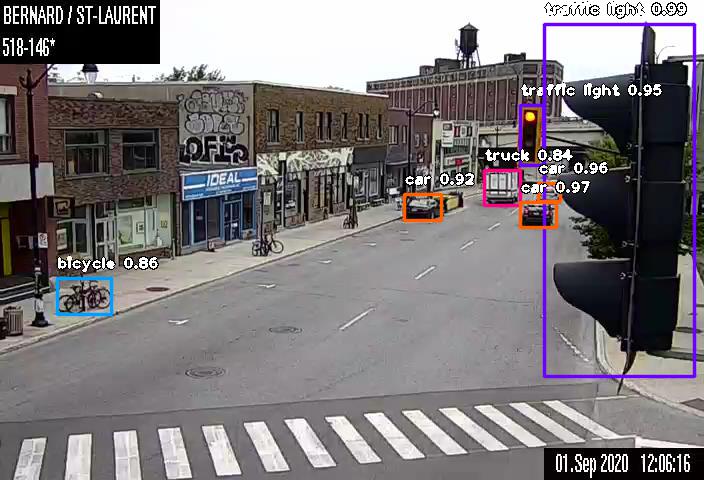 BERNARD / ST-LAURENT
518-146*
traffic light 0.99
traffic light 0.95
truck 0.84
car 0.96
car 0.92
car 0.97
IDEAL
bicycle 0.86
01.Sep 2020 12:06:16